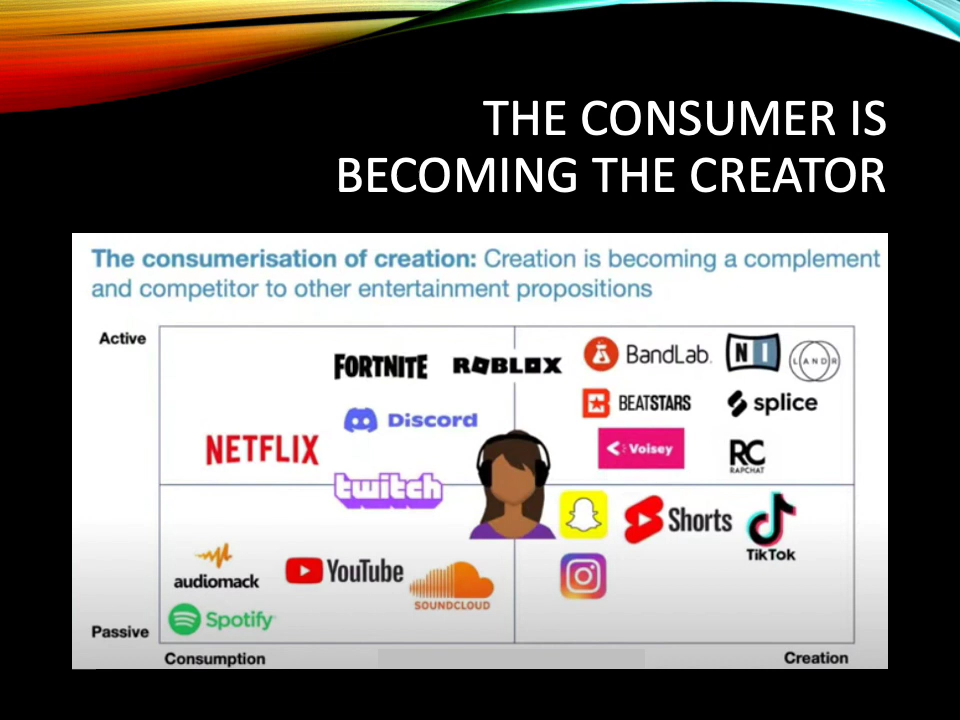 THE CONSUMER IS
BECOMING THE CREATOR
The consumerisation of creation: Creation is becoming a complement
and competitor to other entertainment propositions
Active
FORTNITE
ROBLOX
BandLab
NI
LANDR
Discord
BEATSTARS
splice
NETFLIX
Voisey
RC
RAPCHAT
twitch
Shorts
TikTok
audiomack
YouTube
SOUNDCLOUD
Spotify
Passive
Consumption
Creation